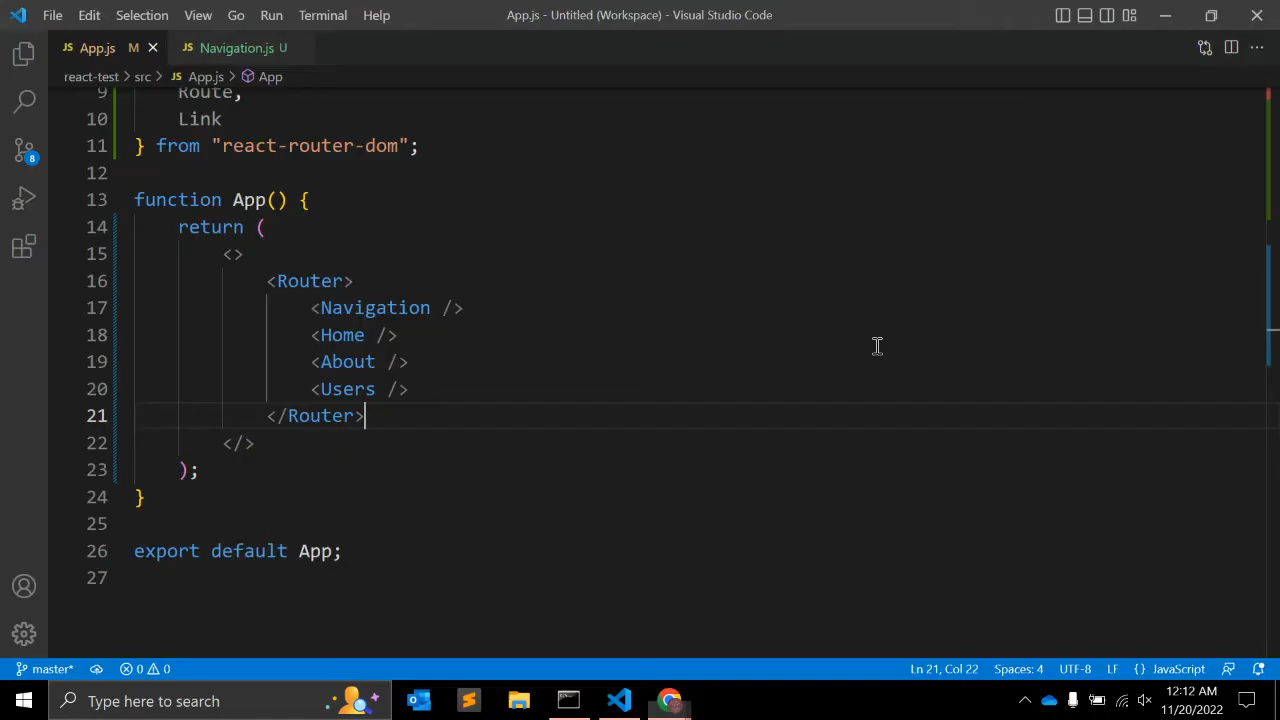 File Edit Selection View Go Run Terminal Help App.js - Untitled (Workspace) - Visual Studio Code
JS App.js M JS Navigation.js U
react-test > src > JS App.js > App
9 Route,
10 Link
11 } from "react-router-dom";
12
13 function App() {
14 return (
15 <>
16 <Router>
17 <Navigation />
18 <Home />
19 <About />
20 <Users />
21 </Router>
22 </>
23 );
24 }
25
26 export default App;
27
8
master* 0 0 Ln 21, Col 22 Spaces: 4 UTF-8 LF {} JavaScript
Type here to search 12:12 AM
11/20/2022